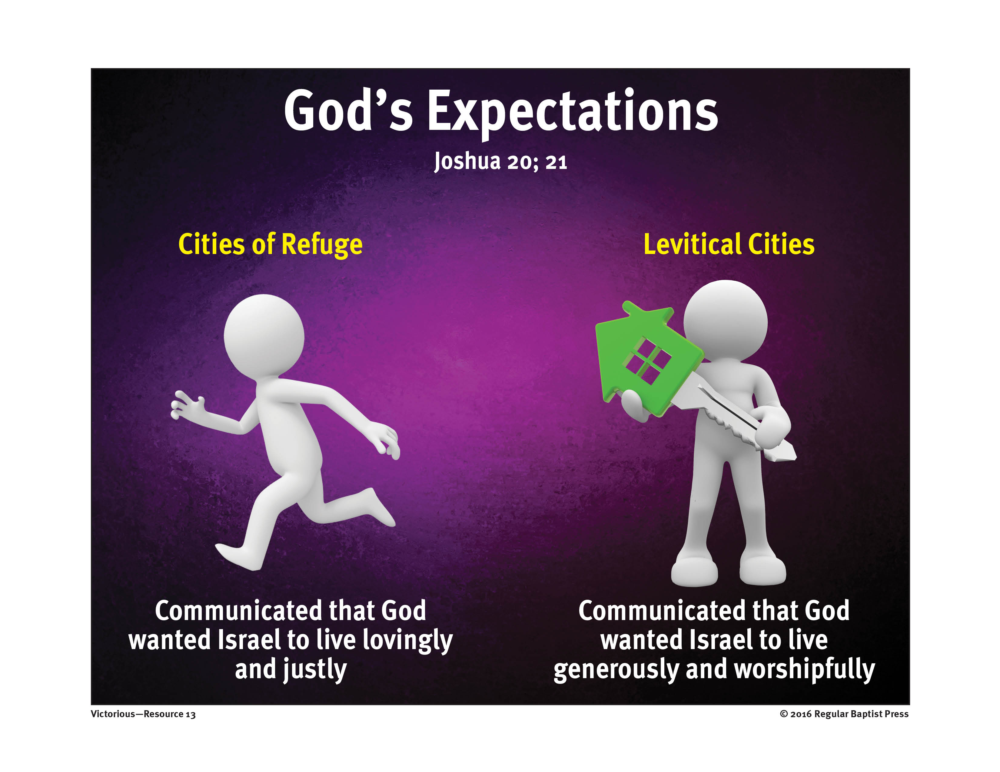 God’s Expectations
Joshua 20; 21
Cities of Refuge
Levitical Cities
Communicated that God
wanted Israel to live lovingly
and justly
Communicated that God
wanted Israel to live
generously and worshipfully
Victorious—Resource 13
© 2016 Regular Baptist Press